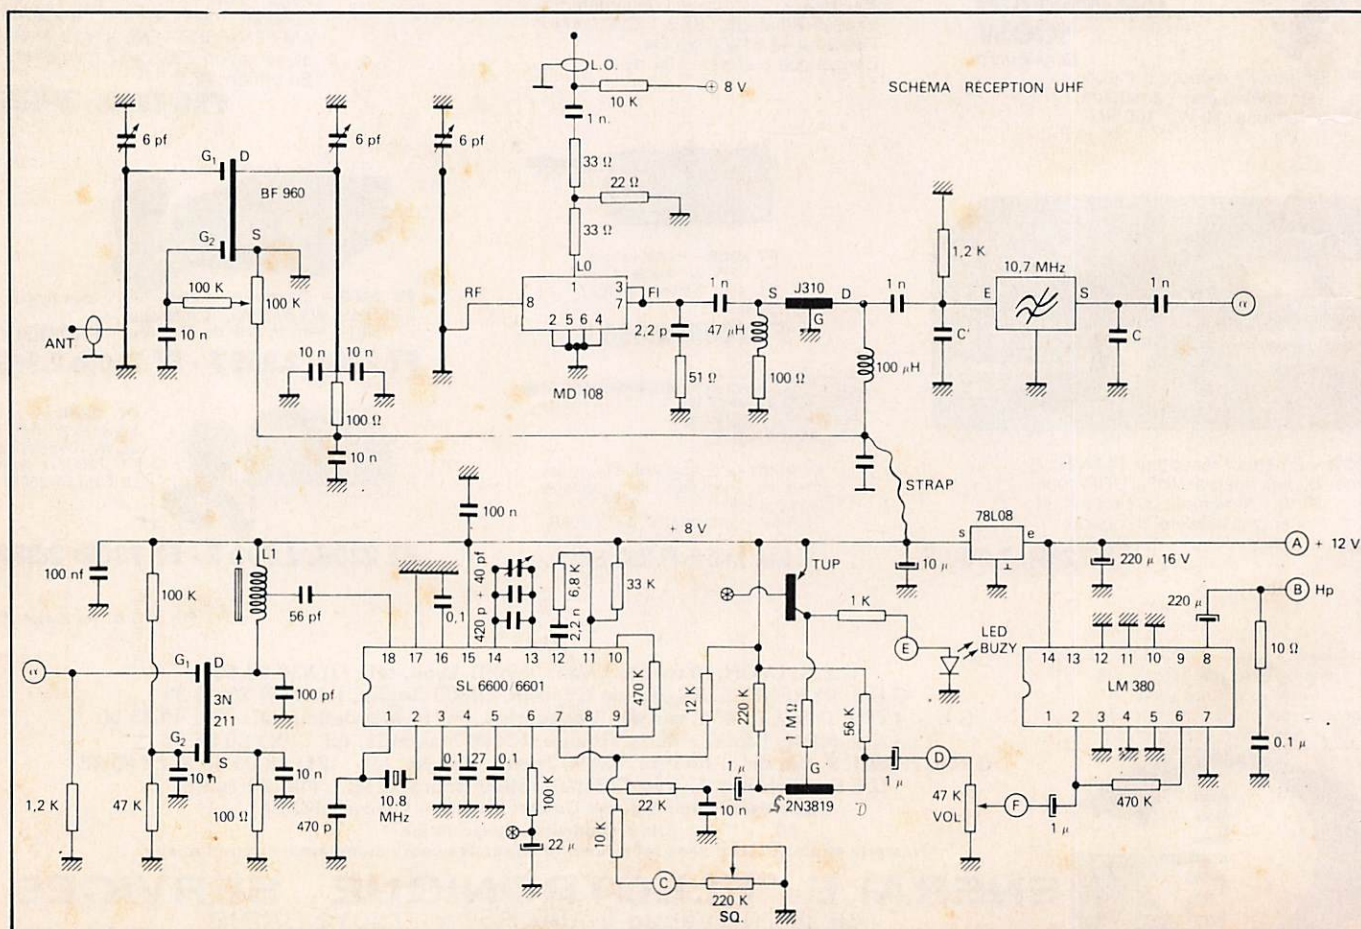 L.O.
10 K
⊕ 8 V
SCHEMA RECEPTION UHF
6 pf
6 pf
6 pf
1 n.
33 Ω
22 Ω
33 Ω
G1
D
BF 960
G2
S
100 K
100 K
10 n
ANT.
10 n
10 n
100 Ω
10 n
RF
LO
1
8
3
7
2 5 6 4
FI
MD 108
1 n
2,2 p
51 Ω
47 µH
100 Ω
S
J310
D
G
100 µH
1 n
1,2 K
C'
10,7 MHz
E
S
C
1 n
α
STRAP
100 n
+ 8 V
78L08
s
e
10 µ
220 µ 16 V
A + 12 V
B Hp
100 nf
100 K
L1
56 pf
α
G1
D
3N
211
G2
S
100 pf
10 n
10 n
1,2 K
47 K
100 Ω
0,1
420 p + 40 pf
2,2 n
6,8 K
33 K
18 17 16 15 14 13 12 11 10
SL 6600/6601
1 2 3 4 5 6 7 8 9
470 K
470 p
10.8
MHz
0.1
27
0.1
100 K
22 µ
22 K
10 K
12 K
10 n
1 µ
220 K
TUP
1 K
E
LED
BUZY
1 MΩ
56 K
G
S
2N3819
D
1 µ
D
47 K
VOL
F
1 µ
C
220 K
SQ.
14 13 12 11 10 9 8
LM 380
1 2 3 4 5 6 7
470 K
220 µ
10 Ω
0.1 µ